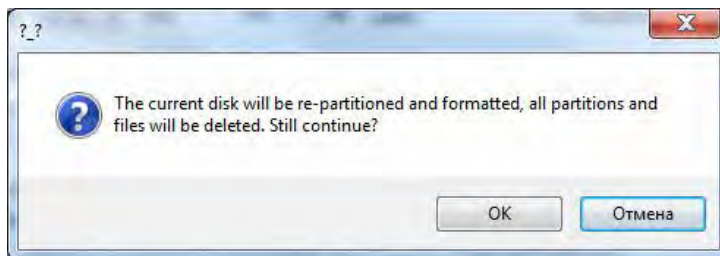 ?_?
The current disk will be re-partitioned and formatted, all partitions and
files will be deleted. Still continue?
OK
Отмена